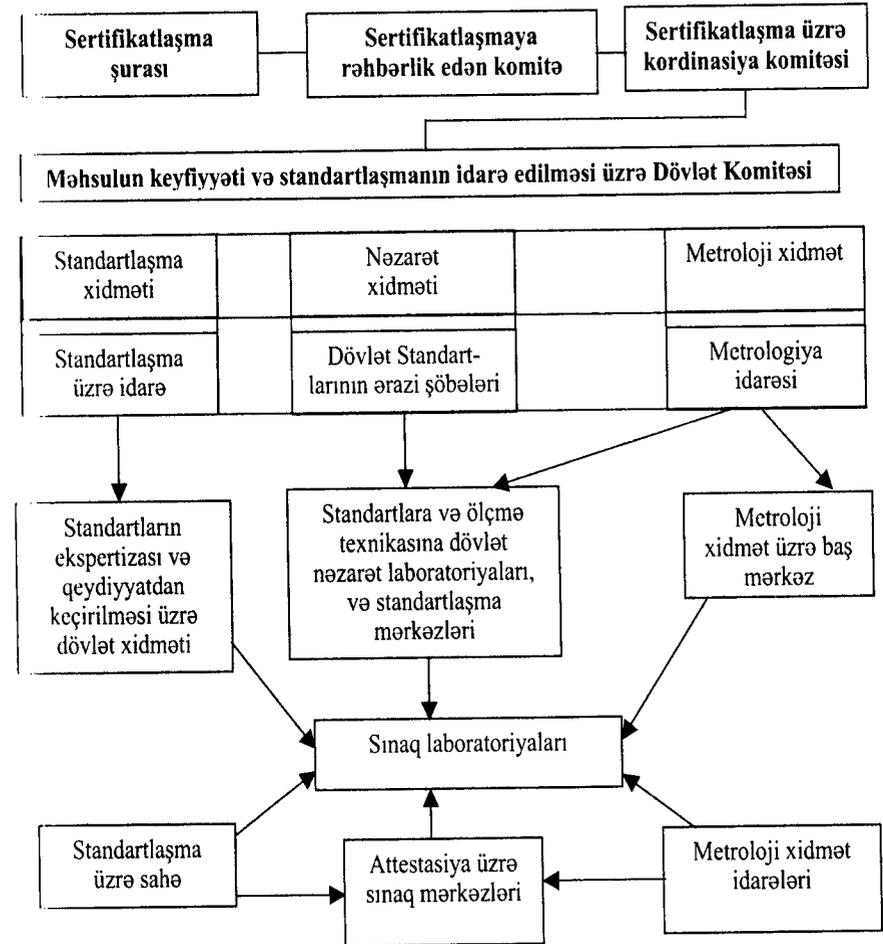 Sertifikatlaşma
şurası
Sertifikatlaşmaya
rəhbərlik edən komitə
Sertifikatlaşma üzrə
kordinasiya komitəsi
Məhsulun keyfiyyəti və standartlaşmanın idarə edilməsi üzrə Dövlət Komitəsi
Standartlaşma
xidməti
Nəzarət
xidməti
Metroloji xidmət
Standartlaşma
üzrə idarə
Dövlət Standart-
larının ərazi şöbələri
Metrologiya
idarəsi
Standartların
ekspertizası və
qeydiyyatdan
keçirilməsi üzrə
dövlət xidməti
Standartlara və ölçmə
texnikasına dövlət
nəzarət laboratoriyaları,
və standartlaşma
mərkəzləri
Metroloji
xidmət üzrə baş
mərkəz
Sınaq laboratoriyaları
Standartlaşma
üzrə sahə
Attestasiya üzrə
sınaq mərkəzləri
Metroloji xidmət
idarələri